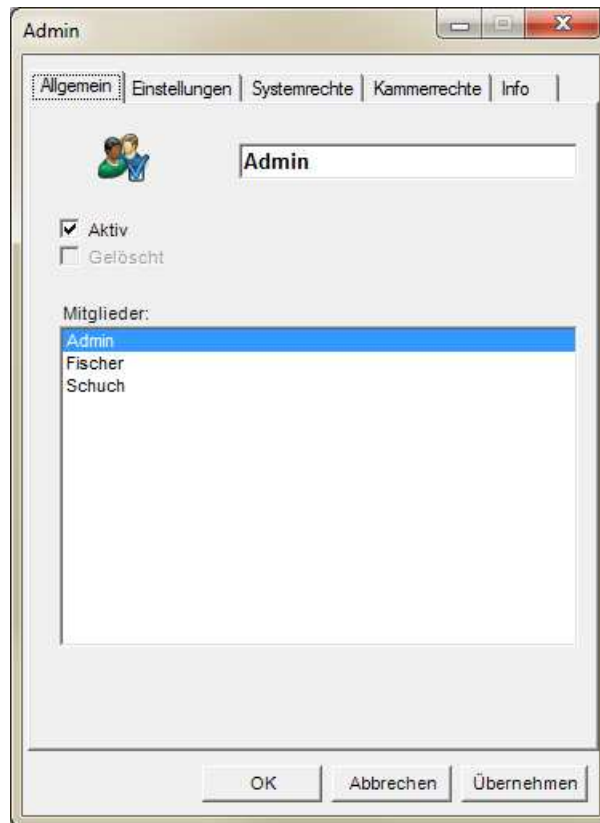 Admin
Allgemein Einstellungen Systemrechte Kammerrechte Info
Admin
Aktiv
Gelöscht
Mitglieder:
Admin
Fischer
Schuch
OK Abbrechen Übernehmen